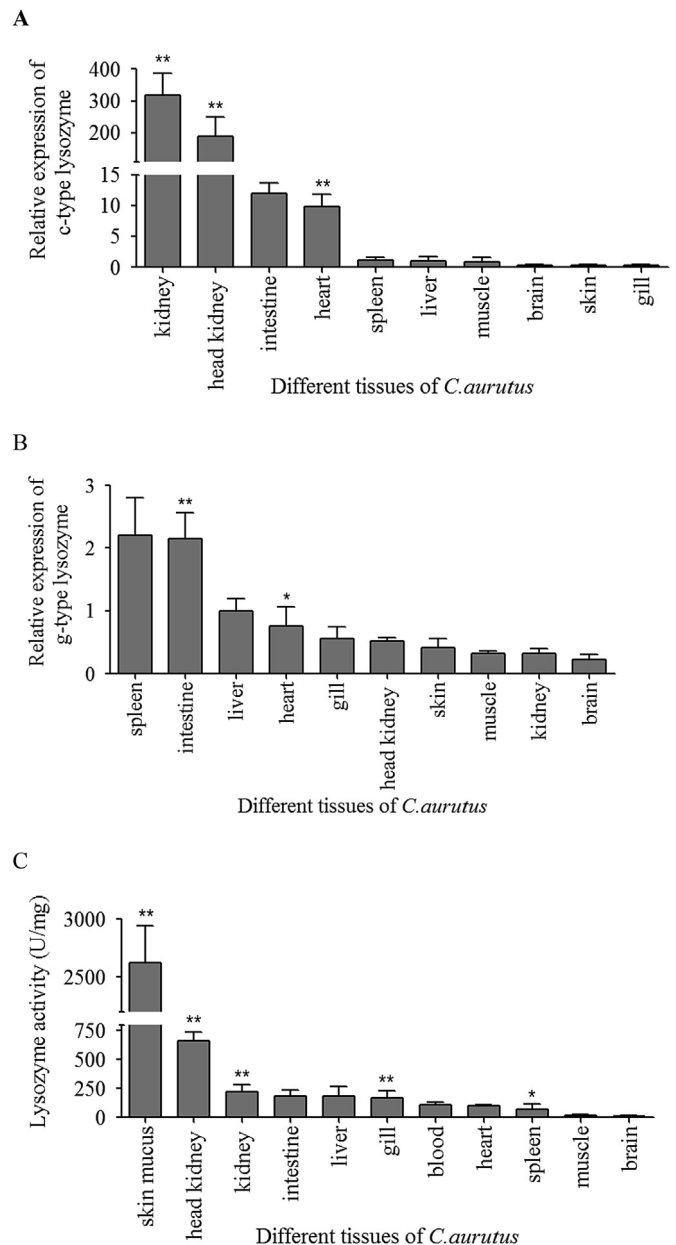 A
Relative expression of
c-type lysozyme
400
300
200
15
10
5
0
**
**
**
kidney
head kidney
intestine
heart
spleen
liver
muscle
brain
skin
gill
Different tissues of C.aurutus
B
Relative expression of
g-type lysozyme
3
2
1
0
**
*
spleen
intestine
liver
heart
gill
head kidney
skin
muscle
kidney
brain
Different tissues of C.aurutus
C
Lysozyme activity (U/mg)
3000
2500
750
500
250
0
**
**
**
**
*
skin mucus
head kidney
kidney
intestine
liver
gill
blood
heart
spleen
muscle
brain
Different tissues of C.aurutus